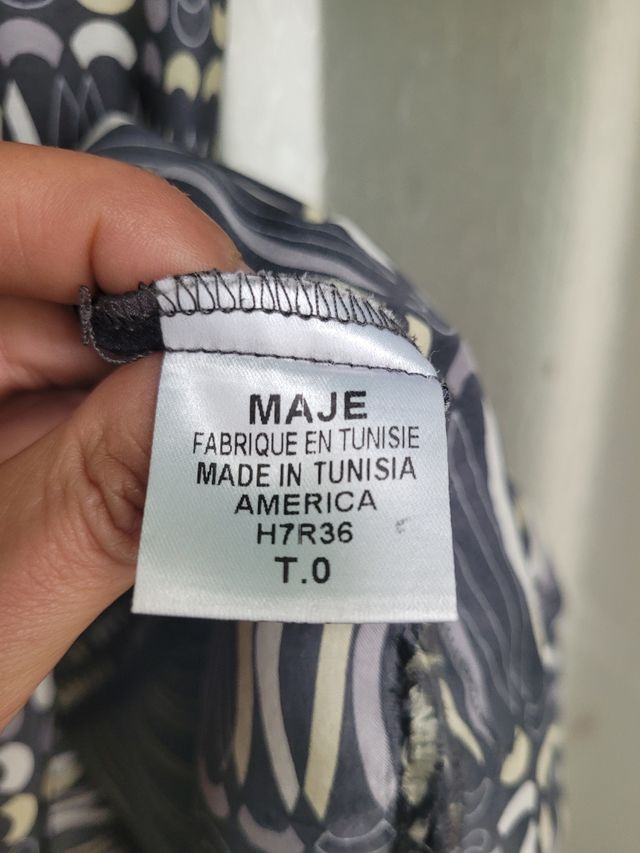 MAJE
FABRIQUE EN TUNISIE
MADE IN TUNISIA
AMERICA
H7R36
T.0